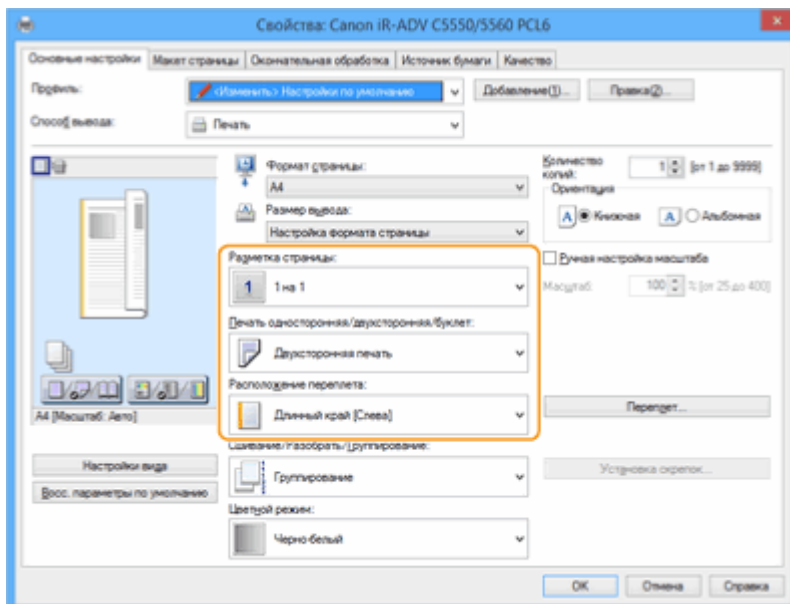 Свойства: Canon iR-ADV C5550/5560 PCL6
Основные настройки Макет страницы Окончательная обработка Источник бумаги Качество
Профиль: <Изменить> Настройки по умолчанию Добавление(1)... Правка(2)...
Способ вывода: Печать
Формат страницы:
A4
Размер вывода:
Настройка формата страницы
Количество копий: 1 [от 1 до 9999]
Ориентация
A Книжная A Альбомная
Разметка страницы:
1 1 на 1
Ручная настройка масштаба
Масштаб: 100 % [от 25 до 400]
Печать односторонняя/двухсторонняя/буклет:
Двухсторонняя печать
Расположение переплета:
Длинный край [Слева]
Переплет...
A4 [Масштаб: Авто]
Сшивание/Разобрать/Группирование:
Группирование
Установка скрепок...
Настройки вида
Восс. параметры по умолчанию
Цветной режим:
Черно-белый
OK Отмена Справка